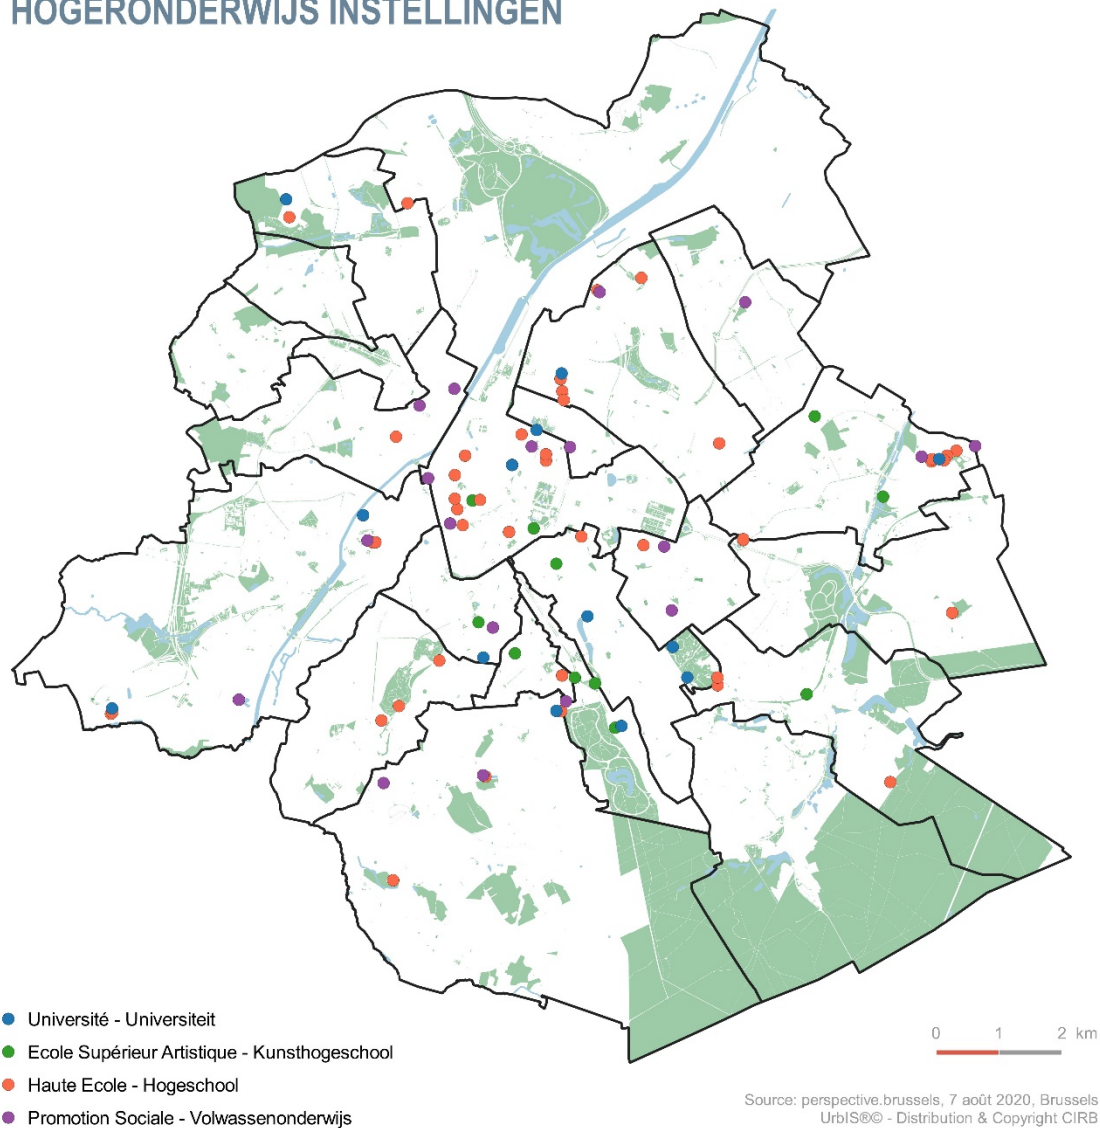 HOGERONDERWIJS INSTELLINGEN
Université - Universiteit
Ecole Supérieur Artistique - Kunsthogeschool
Haute Ecole - Hogeschool
Promotion Sociale - Volwassenonderwijs
0 1 2 km
Source: perspective.brussels, 7 août 2020, Brussels
UrbIS®© - Distribution & Copyright CIRB